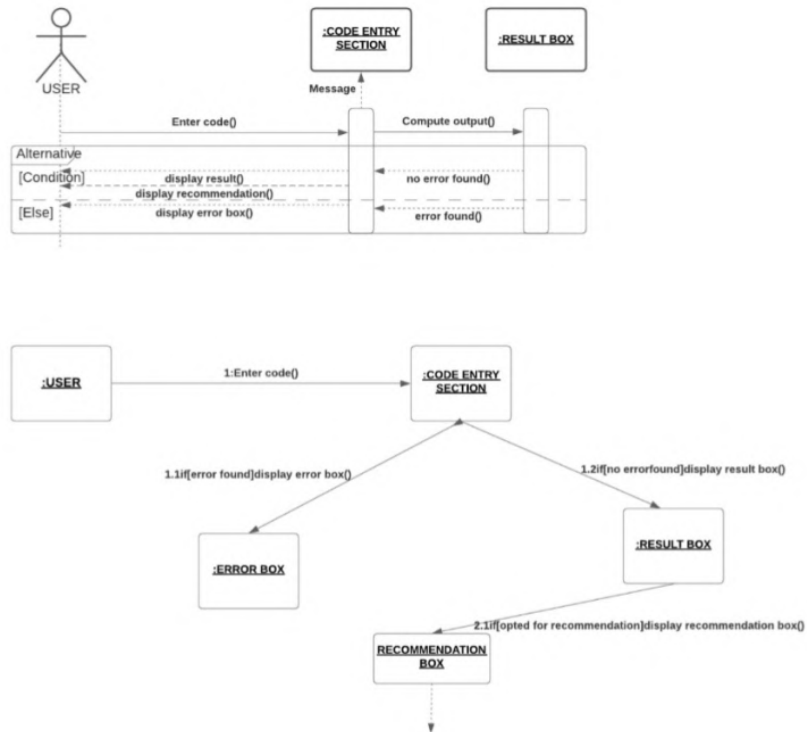 :CODE ENTRY
SECTION
:RESULT BOX
USER
Message
Enter code()
Compute output()
Alternative
[Condition]
display result()
no error found()
display recommendation()
[Else]
display error box()
error found()
:USER
1:Enter code()
:CODE ENTRY
SECTION
1.1if[error found]display error box()
1.2if[no errorfound]display result box()
:ERROR BOX
:RESULT BOX
2.1if[opted for recommendation]display recommendation box()
RECOMMENDATION
BOX